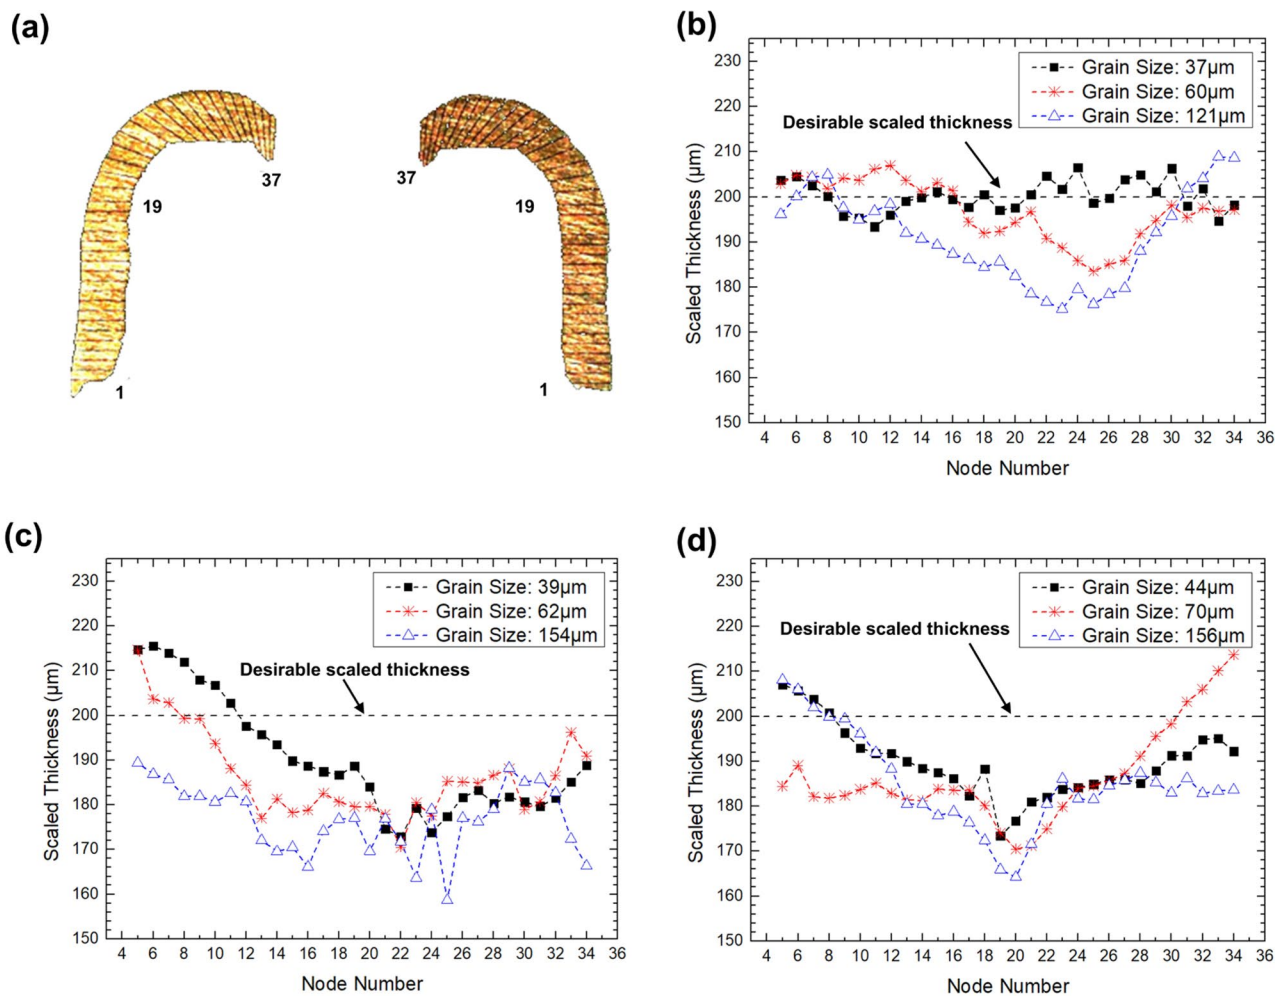 (a)
37
37
19
19
1
1
(b)
230
220
210
200
190
180
170
160
150
Scaled Thickness (μm)
Grain Size: 37μm
Grain Size: 60μm
Grain Size: 121μm
Desirable scaled thickness
4 6 8 10 12 14 16 18 20 22 24 26 28 30 32 34 36
Node Number
(c)
230
220
210
200
190
180
170
160
150
Scaled Thickness (μm)
Grain Size: 39μm
Grain Size: 62μm
Grain Size: 154μm
Desirable scaled thickness
4 6 8 10 12 14 16 18 20 22 24 26 28 30 32 34 36
Node Number
(d)
230
220
210
200
190
180
170
160
150
Scaled Thickness (μm)
Grain Size: 44μm
Grain Size: 70μm
Grain Size: 156μm
Desirable scaled thickness
4 6 8 10 12 14 16 18 20 22 24 26 28 30 32 34 36
Node Number